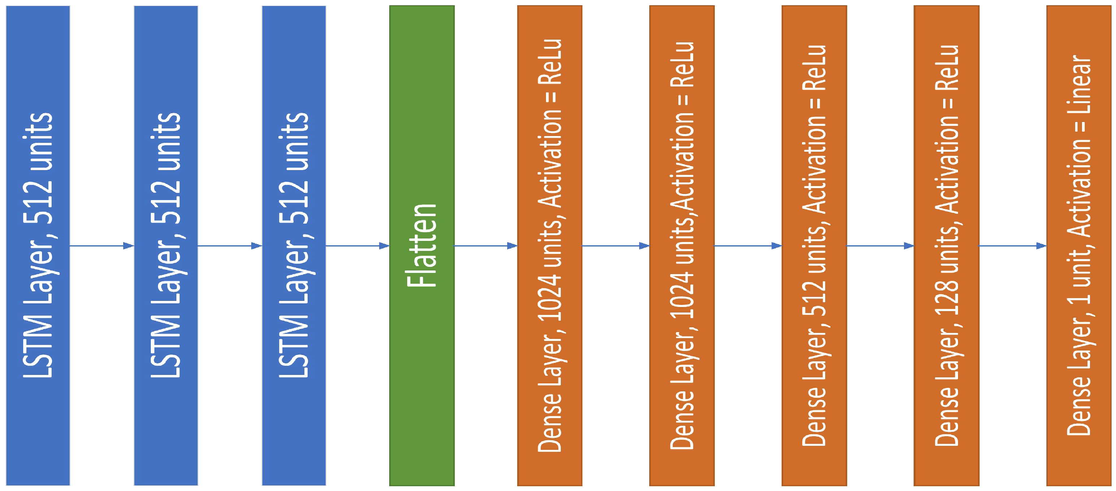 LSTM Layer, 512 units
LSTM Layer, 512 units
LSTM Layer, 512 units
Flatten
Dense Layer, 1024 units, Activation = ReLu
Dense Layer, 1024 units,Activation = ReLu
Dense Layer, 512 units, Activation = ReLu
Dense Layer, 128 units, Activation = ReLu
Dense Layer, 1 unit, Activation = Linear